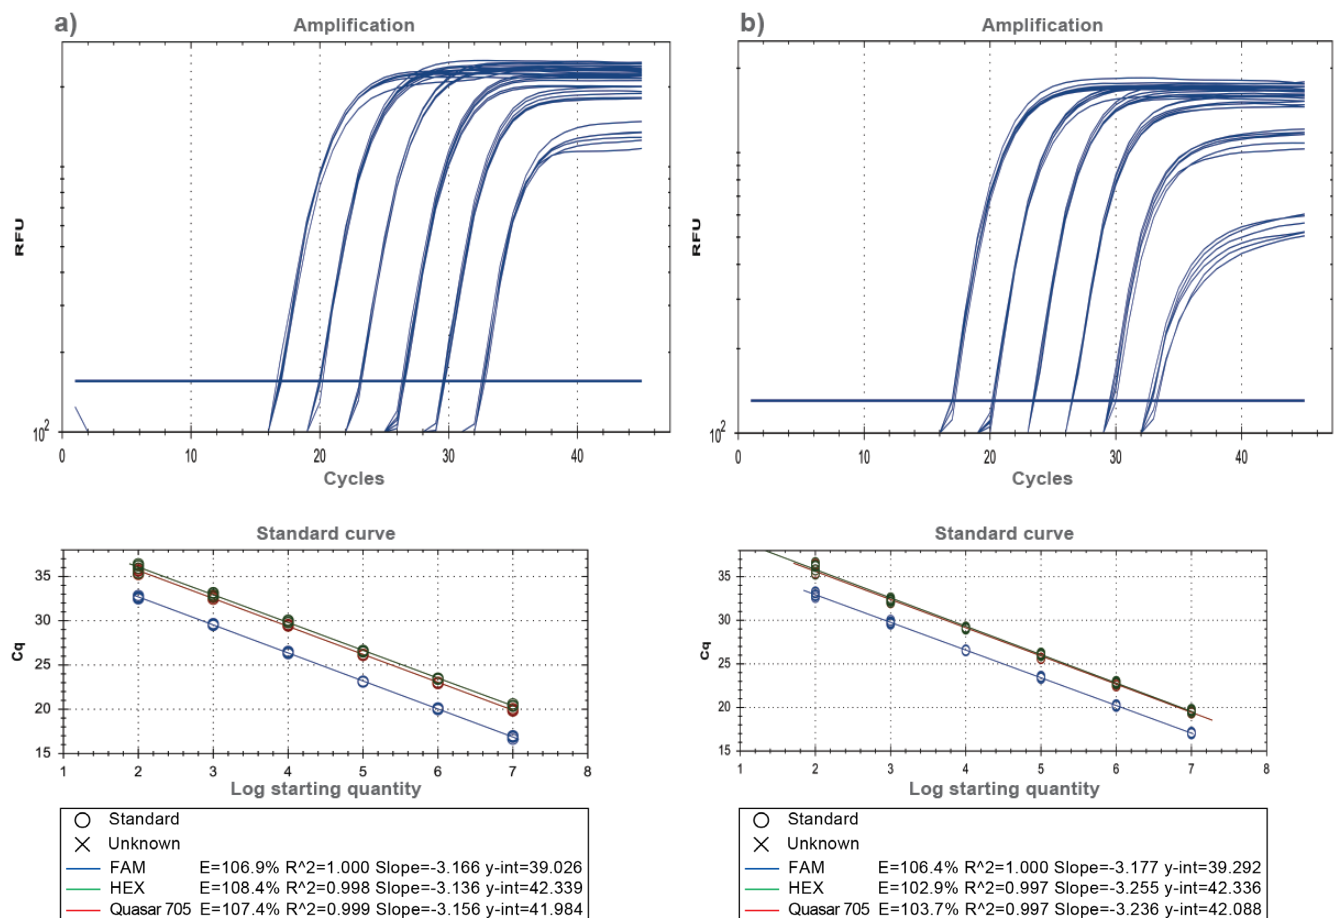 a)
Amplification
RFU
10²
0 10 20 30 40
Cycles
Standard curve
Cq
35
30
25
20
15
1 2 3 4 5 6 7 8
Log starting quantity
Standard
Unknown
FAM E=106.9% R^2=1.000 Slope=-3.166 y-int=39.026
HEX E=108.4% R^2=0.998 Slope=-3.136 y-int=42.339
Quasar 705 E=107.4% R^2=0.999 Slope=-3.156 y-int=41.984
b)
Amplification
RFU
10²
0 10 20 30 40
Cycles
Standard curve
Cq
35
30
25
20
15
1 2 3 4 5 6 7 8
Log starting quantity
Standard
Unknown
FAM E=106.4% R^2=1.000 Slope=-3.177 y-int=39.292
HEX E=102.9% R^2=0.997 Slope=-3.255 y-int=42.336
Quasar 705 E=103.7% R^2=0.997 Slope=-3.236 y-int=42.088